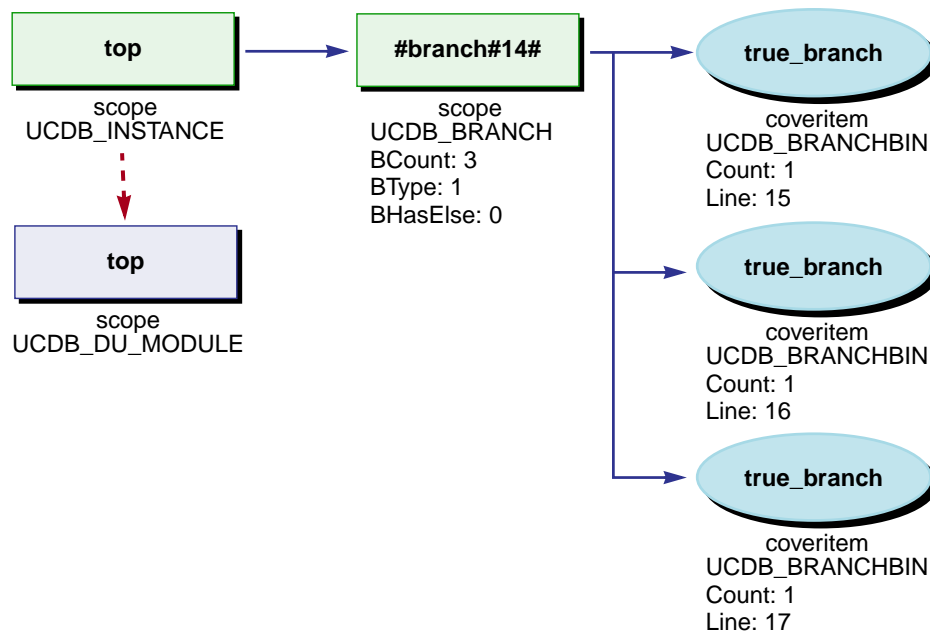 top
scope
UCDB_INSTANCE
top
scope
UCDB_DU_MODULE
#branch#14#
scope
UCDB_BRANCH
BCount: 3
BType: 1
BHasElse: 0
true_branch
coveritem
UCDB_BRANCHBIN
Count: 1
Line: 15
true_branch
coveritem
UCDB_BRANCHBIN
Count: 1
Line: 16
true_branch
coveritem
UCDB_BRANCHBIN
Count: 1
Line: 17